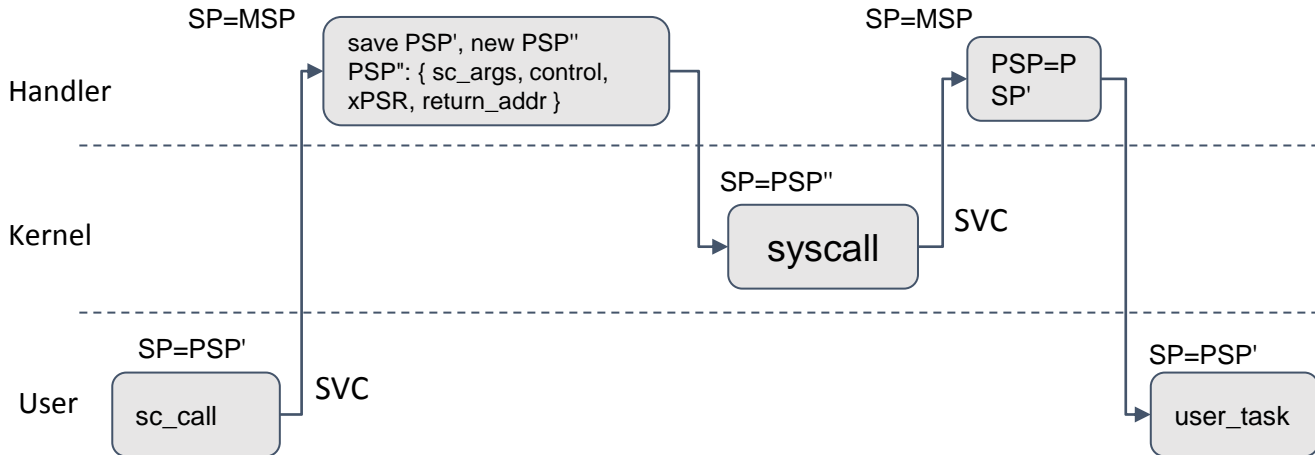 SP=MSP
SP=MSP
save PSP', new PSP''
PSP": { sc_args, control,
xPSR, return_addr }
PSP=P
SP'
Handler
SP=PSP''
Kernel
syscall
SVC
SP=PSP'
SP=PSP'
User
sc_call
SVC
user_task